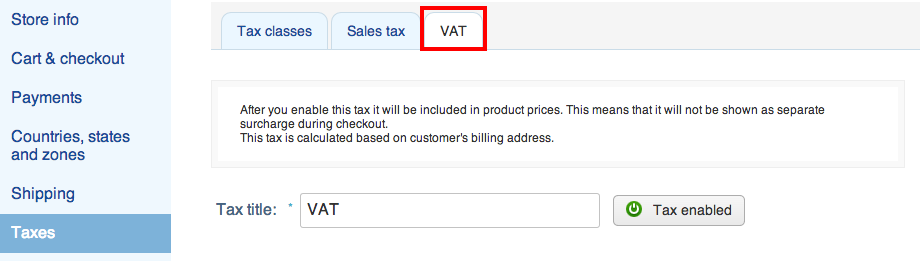 Store info
Cart & checkout
Payments
Countries, states
and zones
Shipping
Taxes
Tax classes
Sales tax
VAT
After you enable this tax it will be included in product prices. This means that it will not be shown as separate
surcharge during checkout.
This tax is calculated based on customer's billing address.
Tax title: * VAT Tax enabled